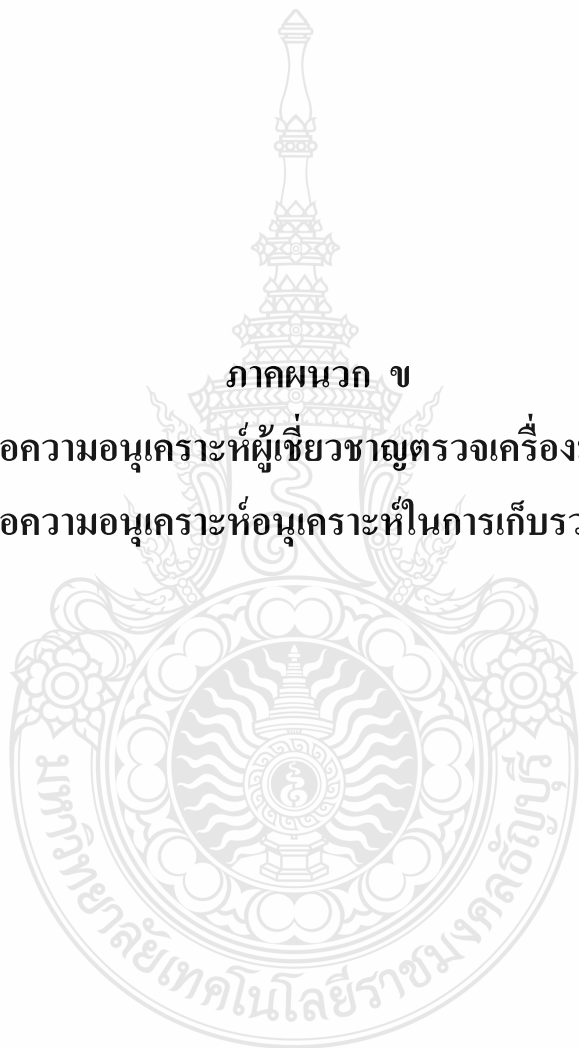 ภาคผนวก ข
อความอนุเคราะห์ผู้เชี่ยวชาญตรวจเครื่อง
อความอนุเคราะห์อนุเคราะห์ในการเก็บรว
มหาวิทยาลัยเทคโนโลยีราชมงคลธัญบุรี